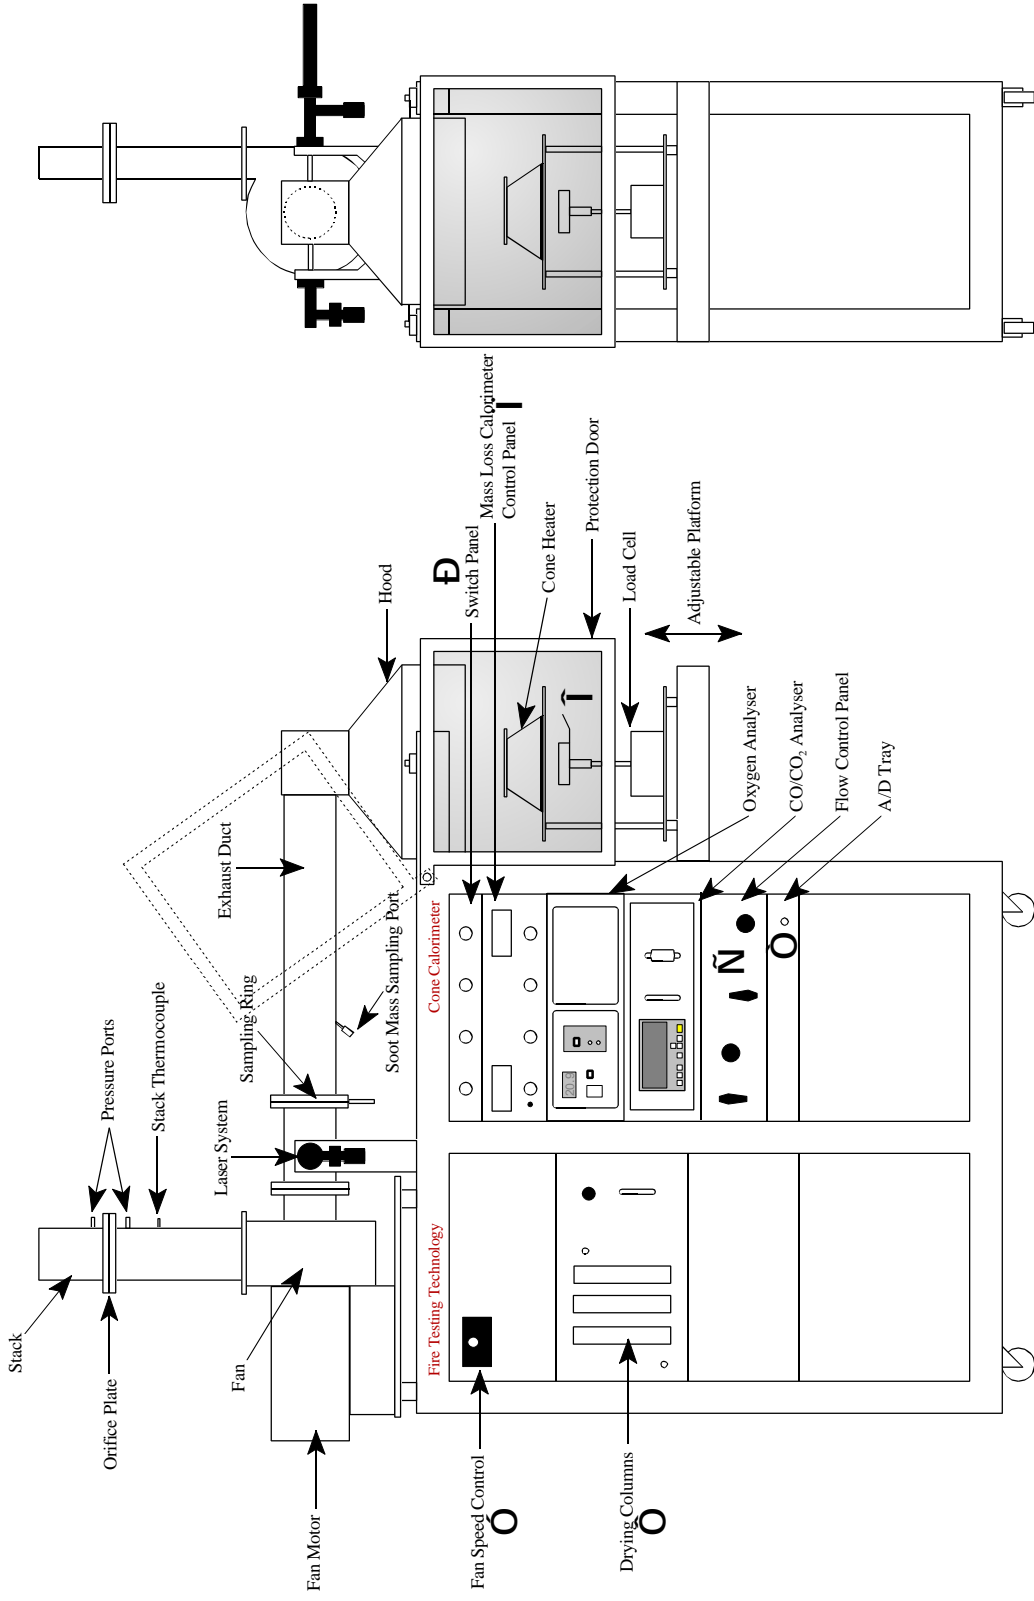 Stack
Orifice Plate
Pressure Ports
Stack Thermocouple
Laser System
Exhaust Duct
Fan
Sampling Ring
Fan Motor
Hood
Soot Mass Sampling Port
Fire Testing Technology
Cone Calorimeter
Ð
Switch Panel
Mass Loss Calorimeter
Control Panel
Ï
Fan Speed Control
Cone Heater
Î
20.9
Protection Door
Load Cell
Drying Columns
Õ
Adjustable Platform
Oxygen Analyser
Ñ
CO/CO₂ Analyser
Flow Control Panel
A/D Tray